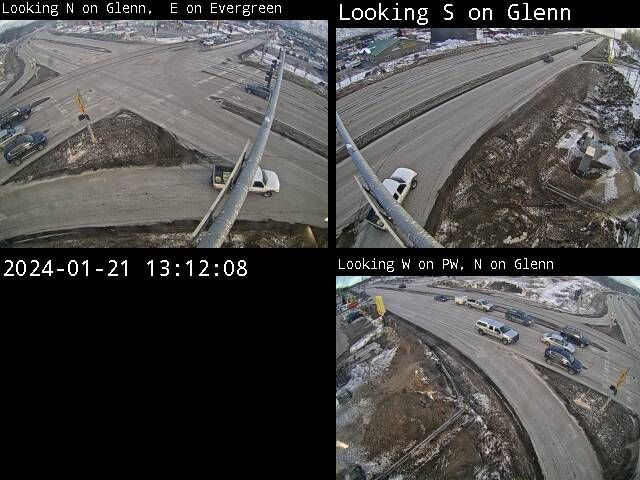 Looking N on Glenn,  E on Evergreen
Looking S on Glenn
2024-01-21 13:12:08
Looking W on PW, N on Glenn